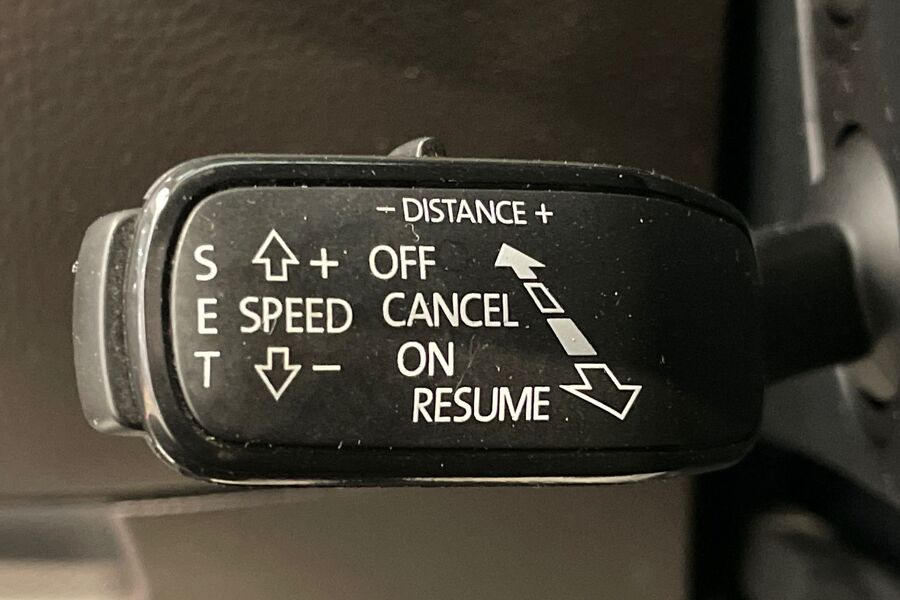 - DISTANCE +
S
E
T
+
SPEED
-
OFF
CANCEL
ON
RESUME